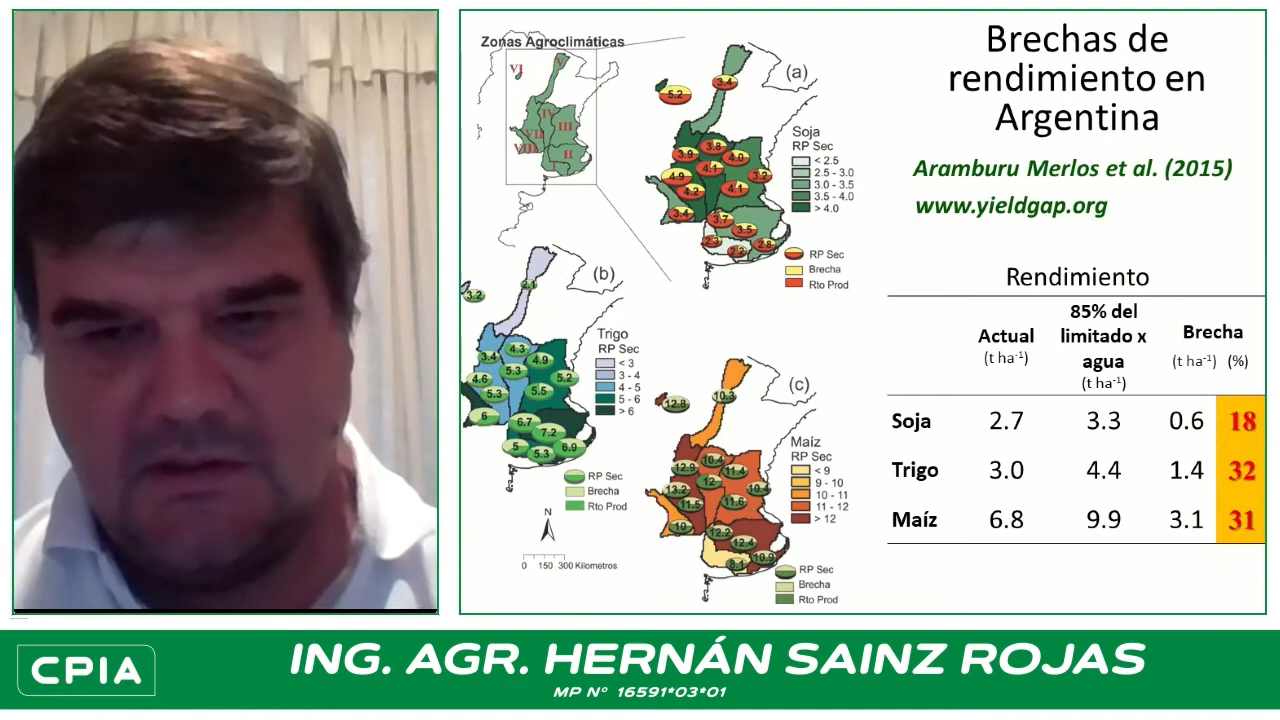 Zonas Agroclimáticas
VI
V
IV
III
VII
VIII
II
I
(a)
5.2
3.4
3.9
3.8
4.0
4.9
4.1
3.2
4.2
4.1
3.4
3.7
3.5
2.8
Soja
RP Sec
< 2.5
2.5 - 3.0
3.0 - 3.5
3.5 - 4.0
> 4.0
RP Sec
Brecha
Rto Prod
(b)
3.2
2.1
3.4
4.3
4.9
4.6
5.3
5.2
5.3
5.5
6
6.7
7.2
5
5.3
6.9
Trigo
RP Sec
< 3
3 - 4
4 - 5
5 - 6
> 6
RP Sec
Brecha
Rto Prod
N
0 150 300 Kilometros
(c)
12.8
10.3
12.9
10.4
11.4
13.2
12
10.4
11.5
11.6
10
12.2
12.4
8.1
10.9
Maíz
RP Sec
< 9
9 - 10
10 - 11
11 - 12
> 12
RP Sec
Brecha
Rto Prod
Brechas de
rendimiento en
Argentina
Aramburu Merlos et al. (2015)
www.yieldgap.org
Rendimiento
Actual
(t ha-1)
85% del
limitado x
agua
(t ha-1)
Brecha
(t ha-1) (%)
Soja 2.7 3.3 0.6 18
Trigo 3.0 4.4 1.4 32
Maíz 6.8 9.9 3.1 31
CPIA
ING. AGR. HERNÁN SAINZ ROJAS
MP Nº 16591*03*01